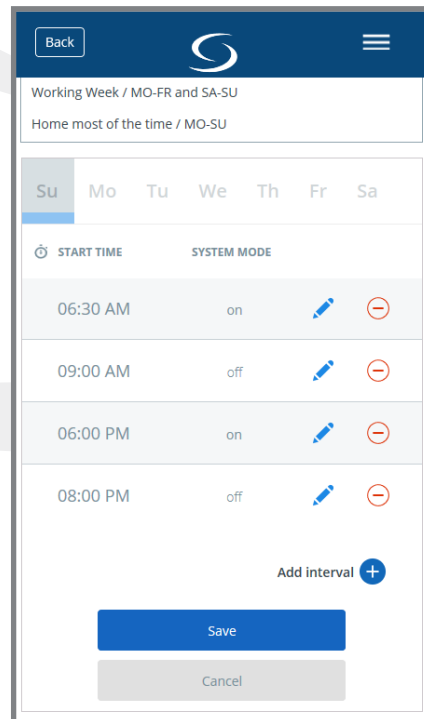 Back
Working Week / MO-FR and SA-SU
Home most of the time / MO-SU
Su Mo Tu We Th Fr Sa
START TIME SYSTEM MODE
06:30 AM on
09:00 AM off
06:00 PM on
08:00 PM off
Add interval
Save
Cancel